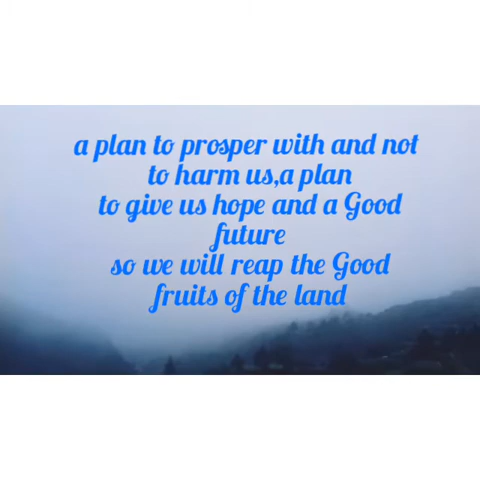 a plan to prosper with and not
to harm us,a plan
to give us hope and a Good
future
so we will reap the Good
fruits of the land